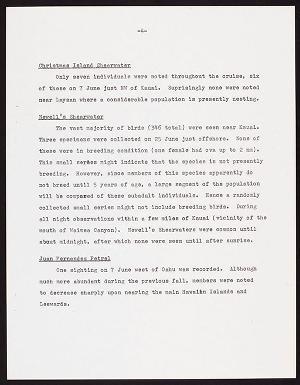 -4-
Christmas Island Shearwater
Only seven individuals were noted throughout the cruise, six
of these on 7 June just NW of Kauai. Suprisingly none were noted
near Laysan where a considerable population is presently nesting.
Newell's Shearwater
The vast majority of birds (386 total) were seen near Kauai.
Three specimens were collected on 25 June just offshore. None of
these were in breeding condition (one female had ova up to 2 mm).
This small series might indicate that the species is not presently
breeding. However, since members of this species apparently do
not breed until 5 years of age, a large segment of the population
will be composed of these subadult individuals. Hence a randomly
collected small series might not include breeding birds. During
all night observations within a few miles of Kauai (vicinity of the
mouth of Waimea Canyon). Newell's Shearwaters were common until
about midnight, after which none were seen until after sunrise.
Juan Fernandez Petrel
One sighting on 7 June west of Oahu was recorded. Although
much more abundant during the previous fall, numbers were noted
to decrease sharply upon nearing the main Hawaiian Islands and
Leewards.